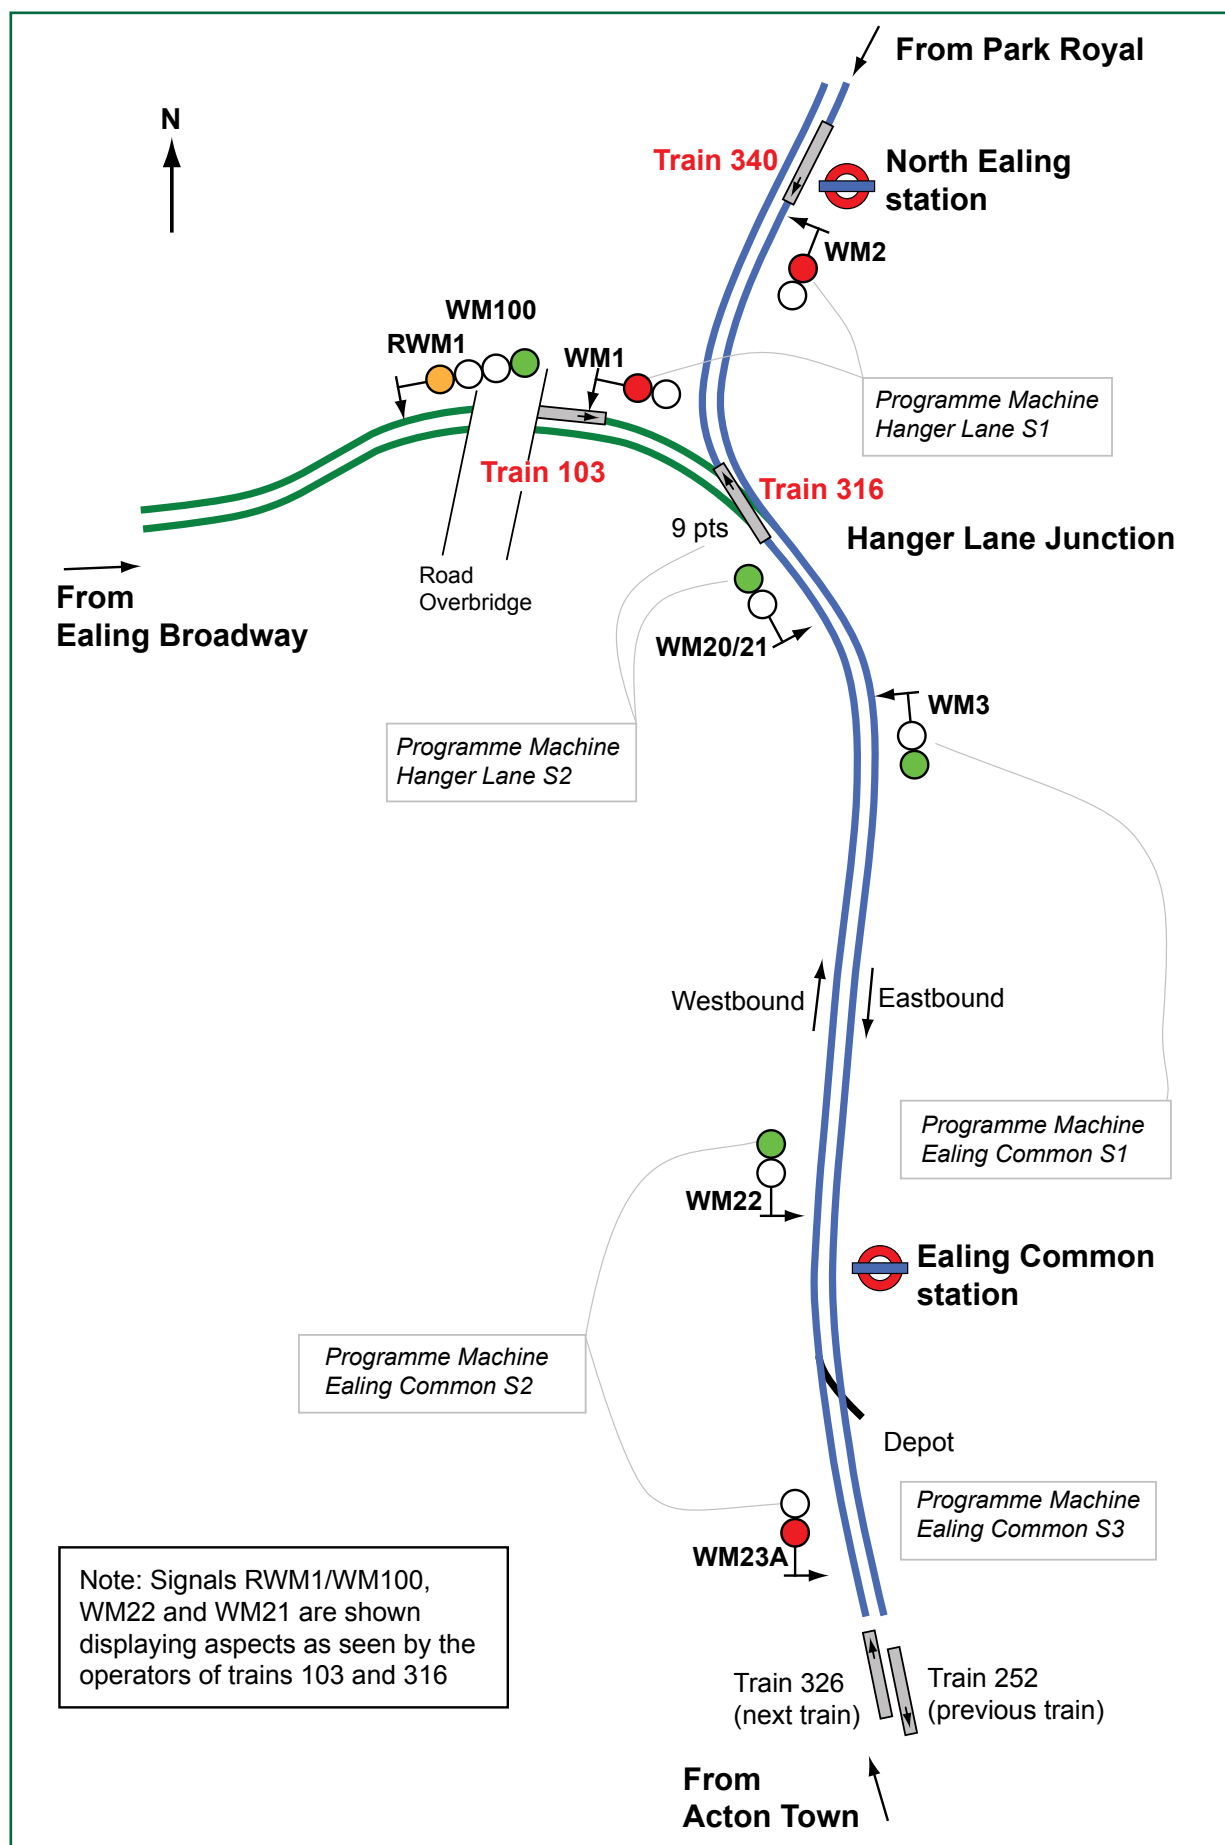 From Park Royal
N
Train 340
North Ealing
station
WM2
WM100
RWM1
WM1
Programme Machine
Hanger Lane S1
Train 103
Train 316
9 pts
Hanger Lane Junction
Road
Overbridge
From
Ealing Broadway
WM20/21
WM3
Programme Machine
Hanger Lane S2
Westbound
Eastbound
Programme Machine
Ealing Common S1
WM22
Ealing Common
station
Programme Machine
Ealing Common S2
Depot
Programme Machine
Ealing Common S3
WM23A
Note: Signals RWM1/WM100,
WM22 and WM21 are shown
displaying aspects as seen by the
operators of trains 103 and 316
Train 326
(next train)
Train 252
(previous train)
From
Acton Town